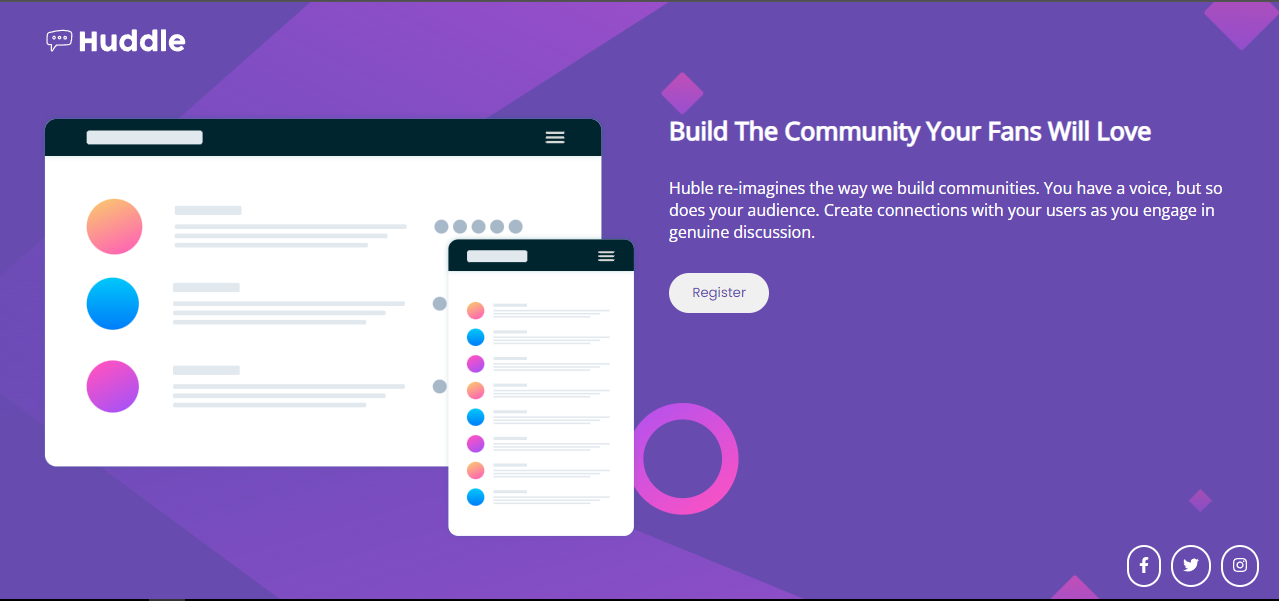 Huddle
Build The Community Your Fans Will Love
Huble re-imagines the way we build communities. You have a voice, but so
does your audience. Create connections with your users as you engage in
genuine discussion.
Register